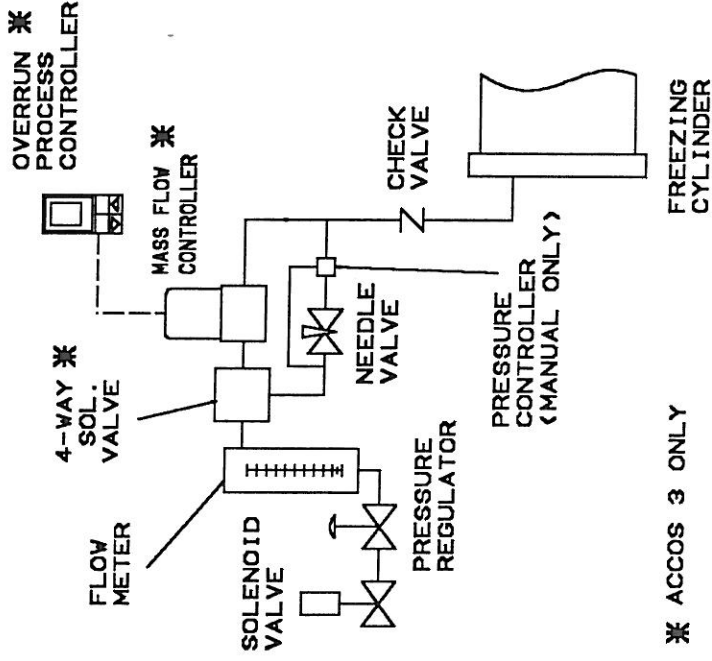 OVERRUN ✳
PROCESS
CONTROLLER
MASS FLOW ✳
CONTROLLER
4-WAY ✳
SOL.
VALVE
FLOW
METER
CHECK
VALVE
NEEDLE
VALVE
SOLENOID
VALVE
PRESSURE
REGULATOR
PRESSURE
CONTROLLER
<MANUAL ONLY>
FREEZING
CYLINDER
✳ ACCOS 3 ONLY